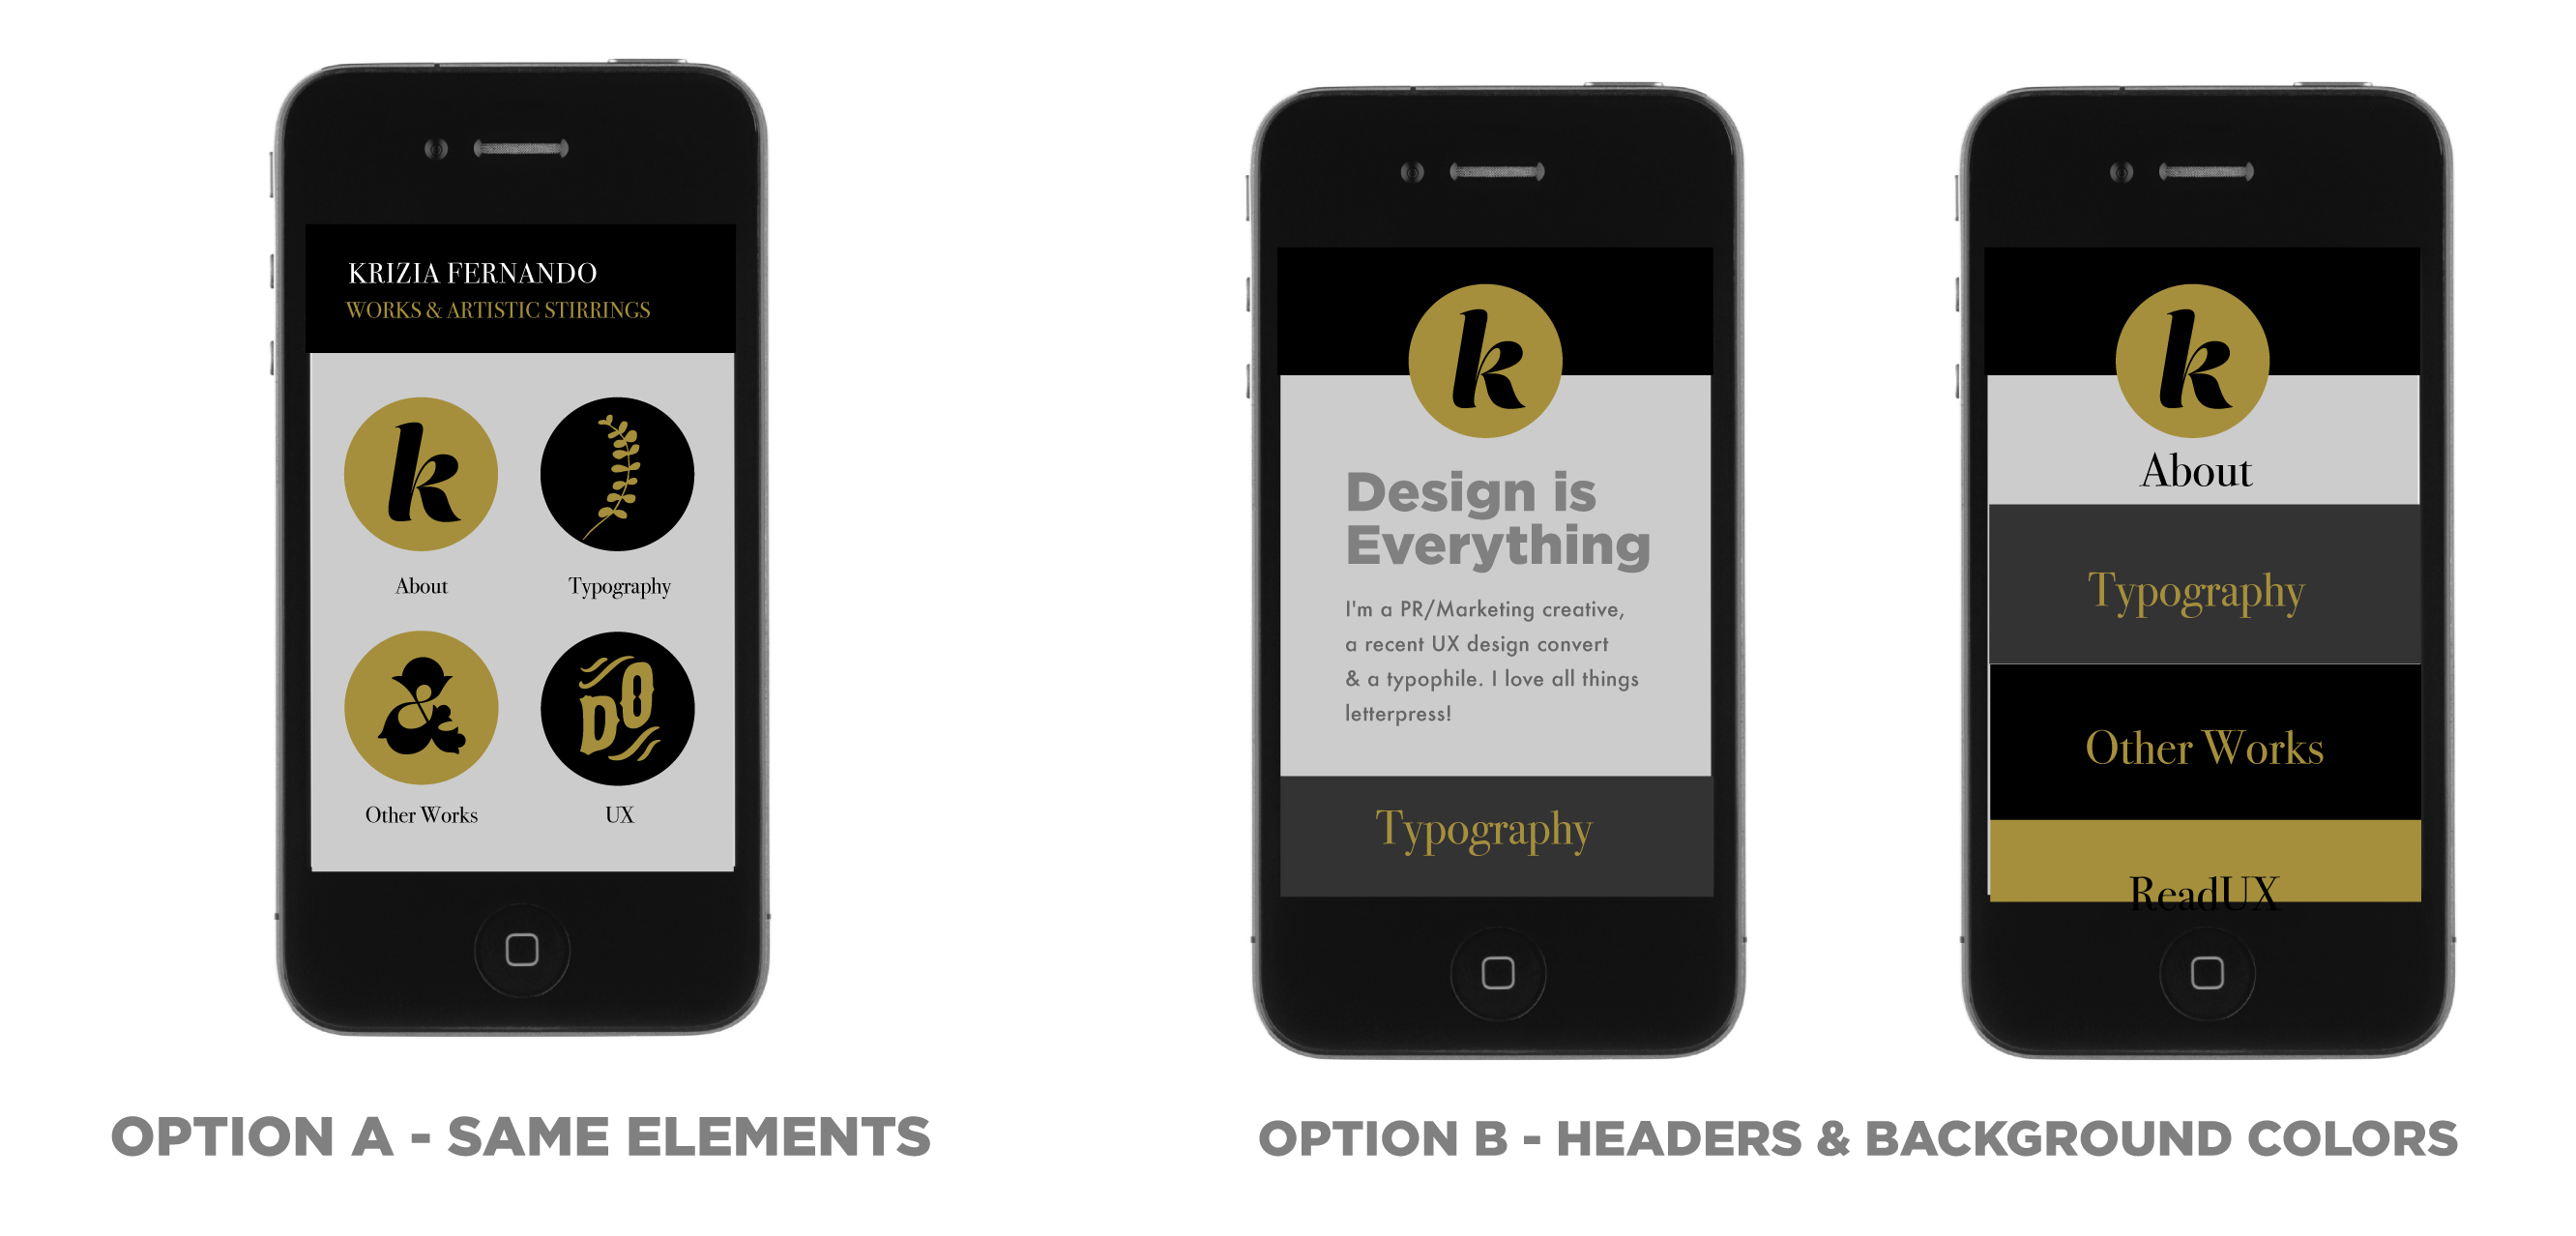 KRIZIA FERNANDO
WORKS & ARTISTIC STIRRINGS
k
About
Typography
&
DO
Other Works
UX
OPTION A - SAME ELEMENTS
k
Design is
Everything
I'm a PR/Marketing creative,
a recent UX design convert
& a typophile. I love all things
letterpress!
Typography
k
About
Typography
Other Works
ReadUX
OPTION B - HEADERS & BACKGROUND COLORS